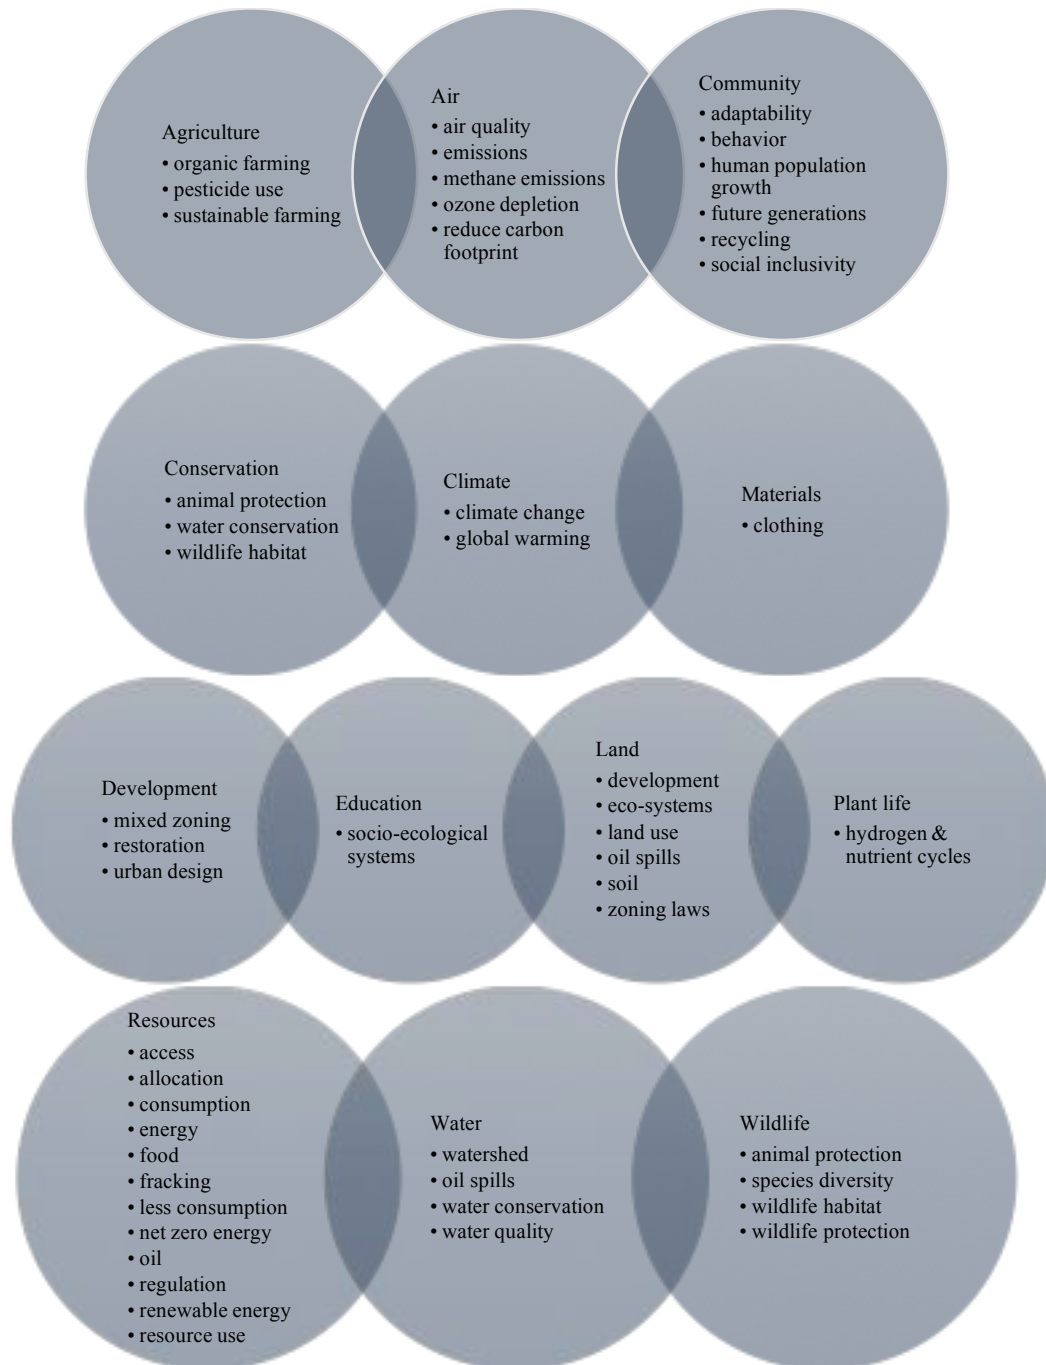 Agriculture
• organic farming
• pesticide use
• sustainable farming
Air
• air quality
• emissions
• methane emissions
• ozone depletion
• reduce carbon
footprint
Community
• adaptability
• behavior
• human population
growth
• future generations
• recycling
• social inclusivity
Conservation
• animal protection
• water conservation
• wildlife habitat
Climate
• climate change
• global warming
Materials
• clothing
Development
• mixed zoning
• restoration
• urban design
Education
• socio-ecological
systems
Land
• development
• eco-systems
• land use
• oil spills
• soil
• zoning laws
Plant life
• hydrogen &
nutrient cycles
Resources
• access
• allocation
• consumption
• energy
• food
• fracking
• less consumption
• net zero energy
• oil
• regulation
• renewable energy
• resource use
Water
• watershed
• oil spills
• water conservation
• water quality
Wildlife
• animal protection
• species diversity
• wildlife habitat
• wildlife protection